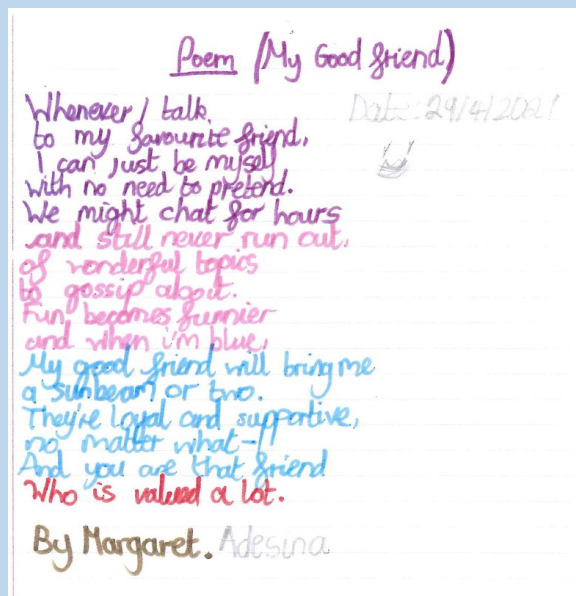 Poem (My Good friend)
Date: 29/4/2021
Whenever I talk.
to my favourite friend,
I can just be myself
with no need to pretend.
We might chat for hours
and still never run out,
of wonderful topics
to gossip about.
Fun becomes funnier
and when i'm blue,
My good friend will bring me
a sunbeam or two.
They're loyal and supportive,
no matter what-
And you are that friend
Who is valued a lot.
By Margaret. Adesina